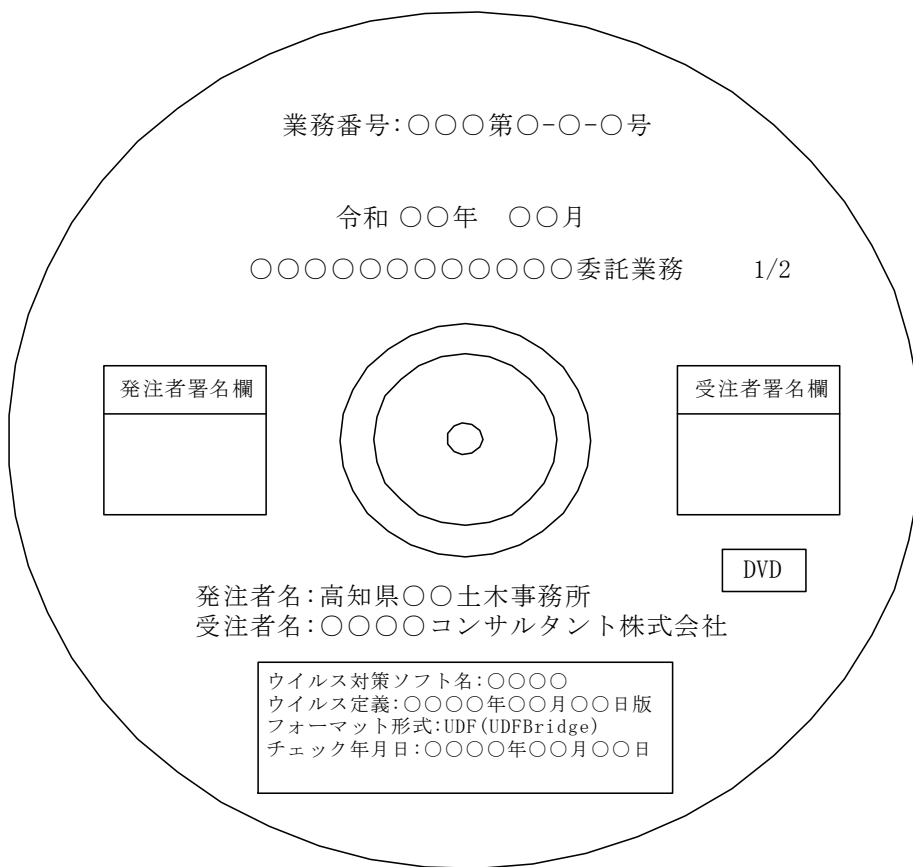 業務番号:○○○第○-○-○号
令和 ○○年　○○月
○○○○○○○○○○○○委託業務　　1/2
発注者署名欄
受注者署名欄
DVD
発注者名:高知県○○土木事務所
受注者名:○○○○コンサルタント株式会社
ウイルス対策ソフト名:○○○○
ウイルス定義:○○○○年○○月○○日版
フォーマット形式:UDF(UDFBridge)
チェック年月日:○○○○年○○月○○日